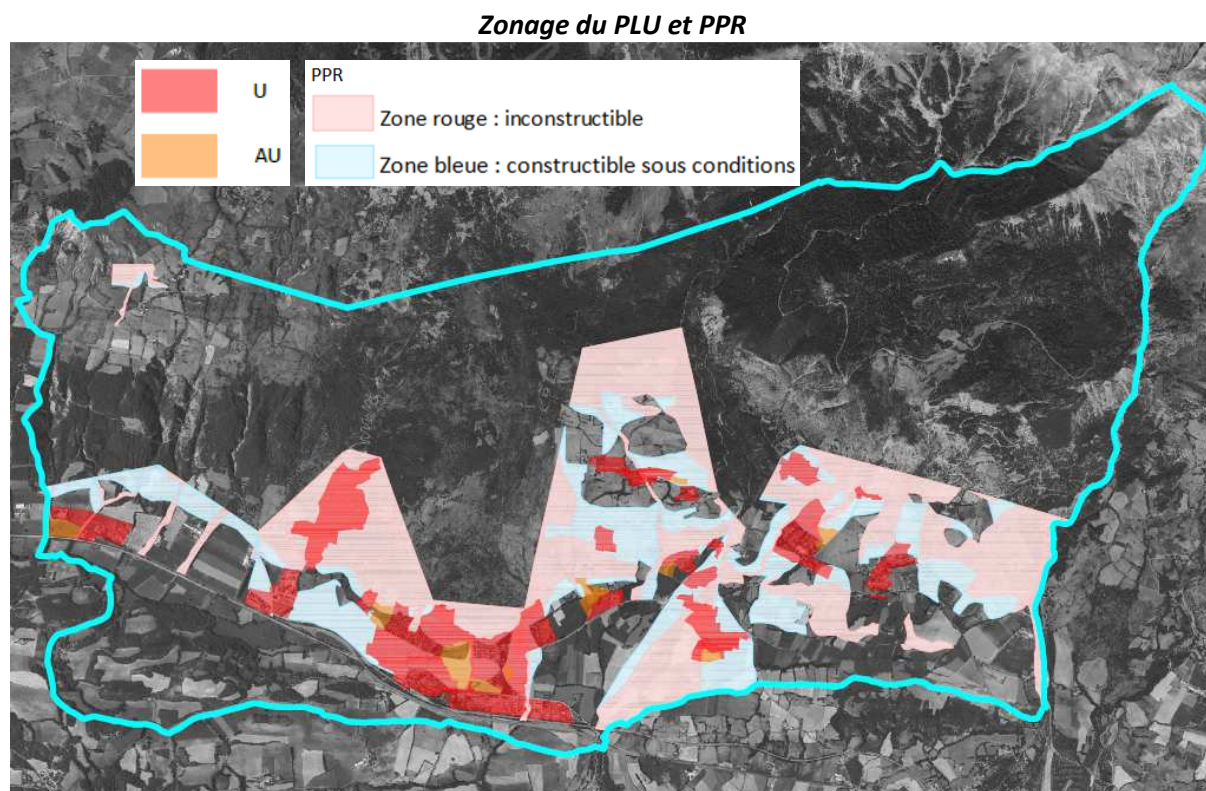 Zonage du PLU et PPR
U
AU
PPR
Zone rouge : inconstructible
Zone bleue : constructible sous conditions